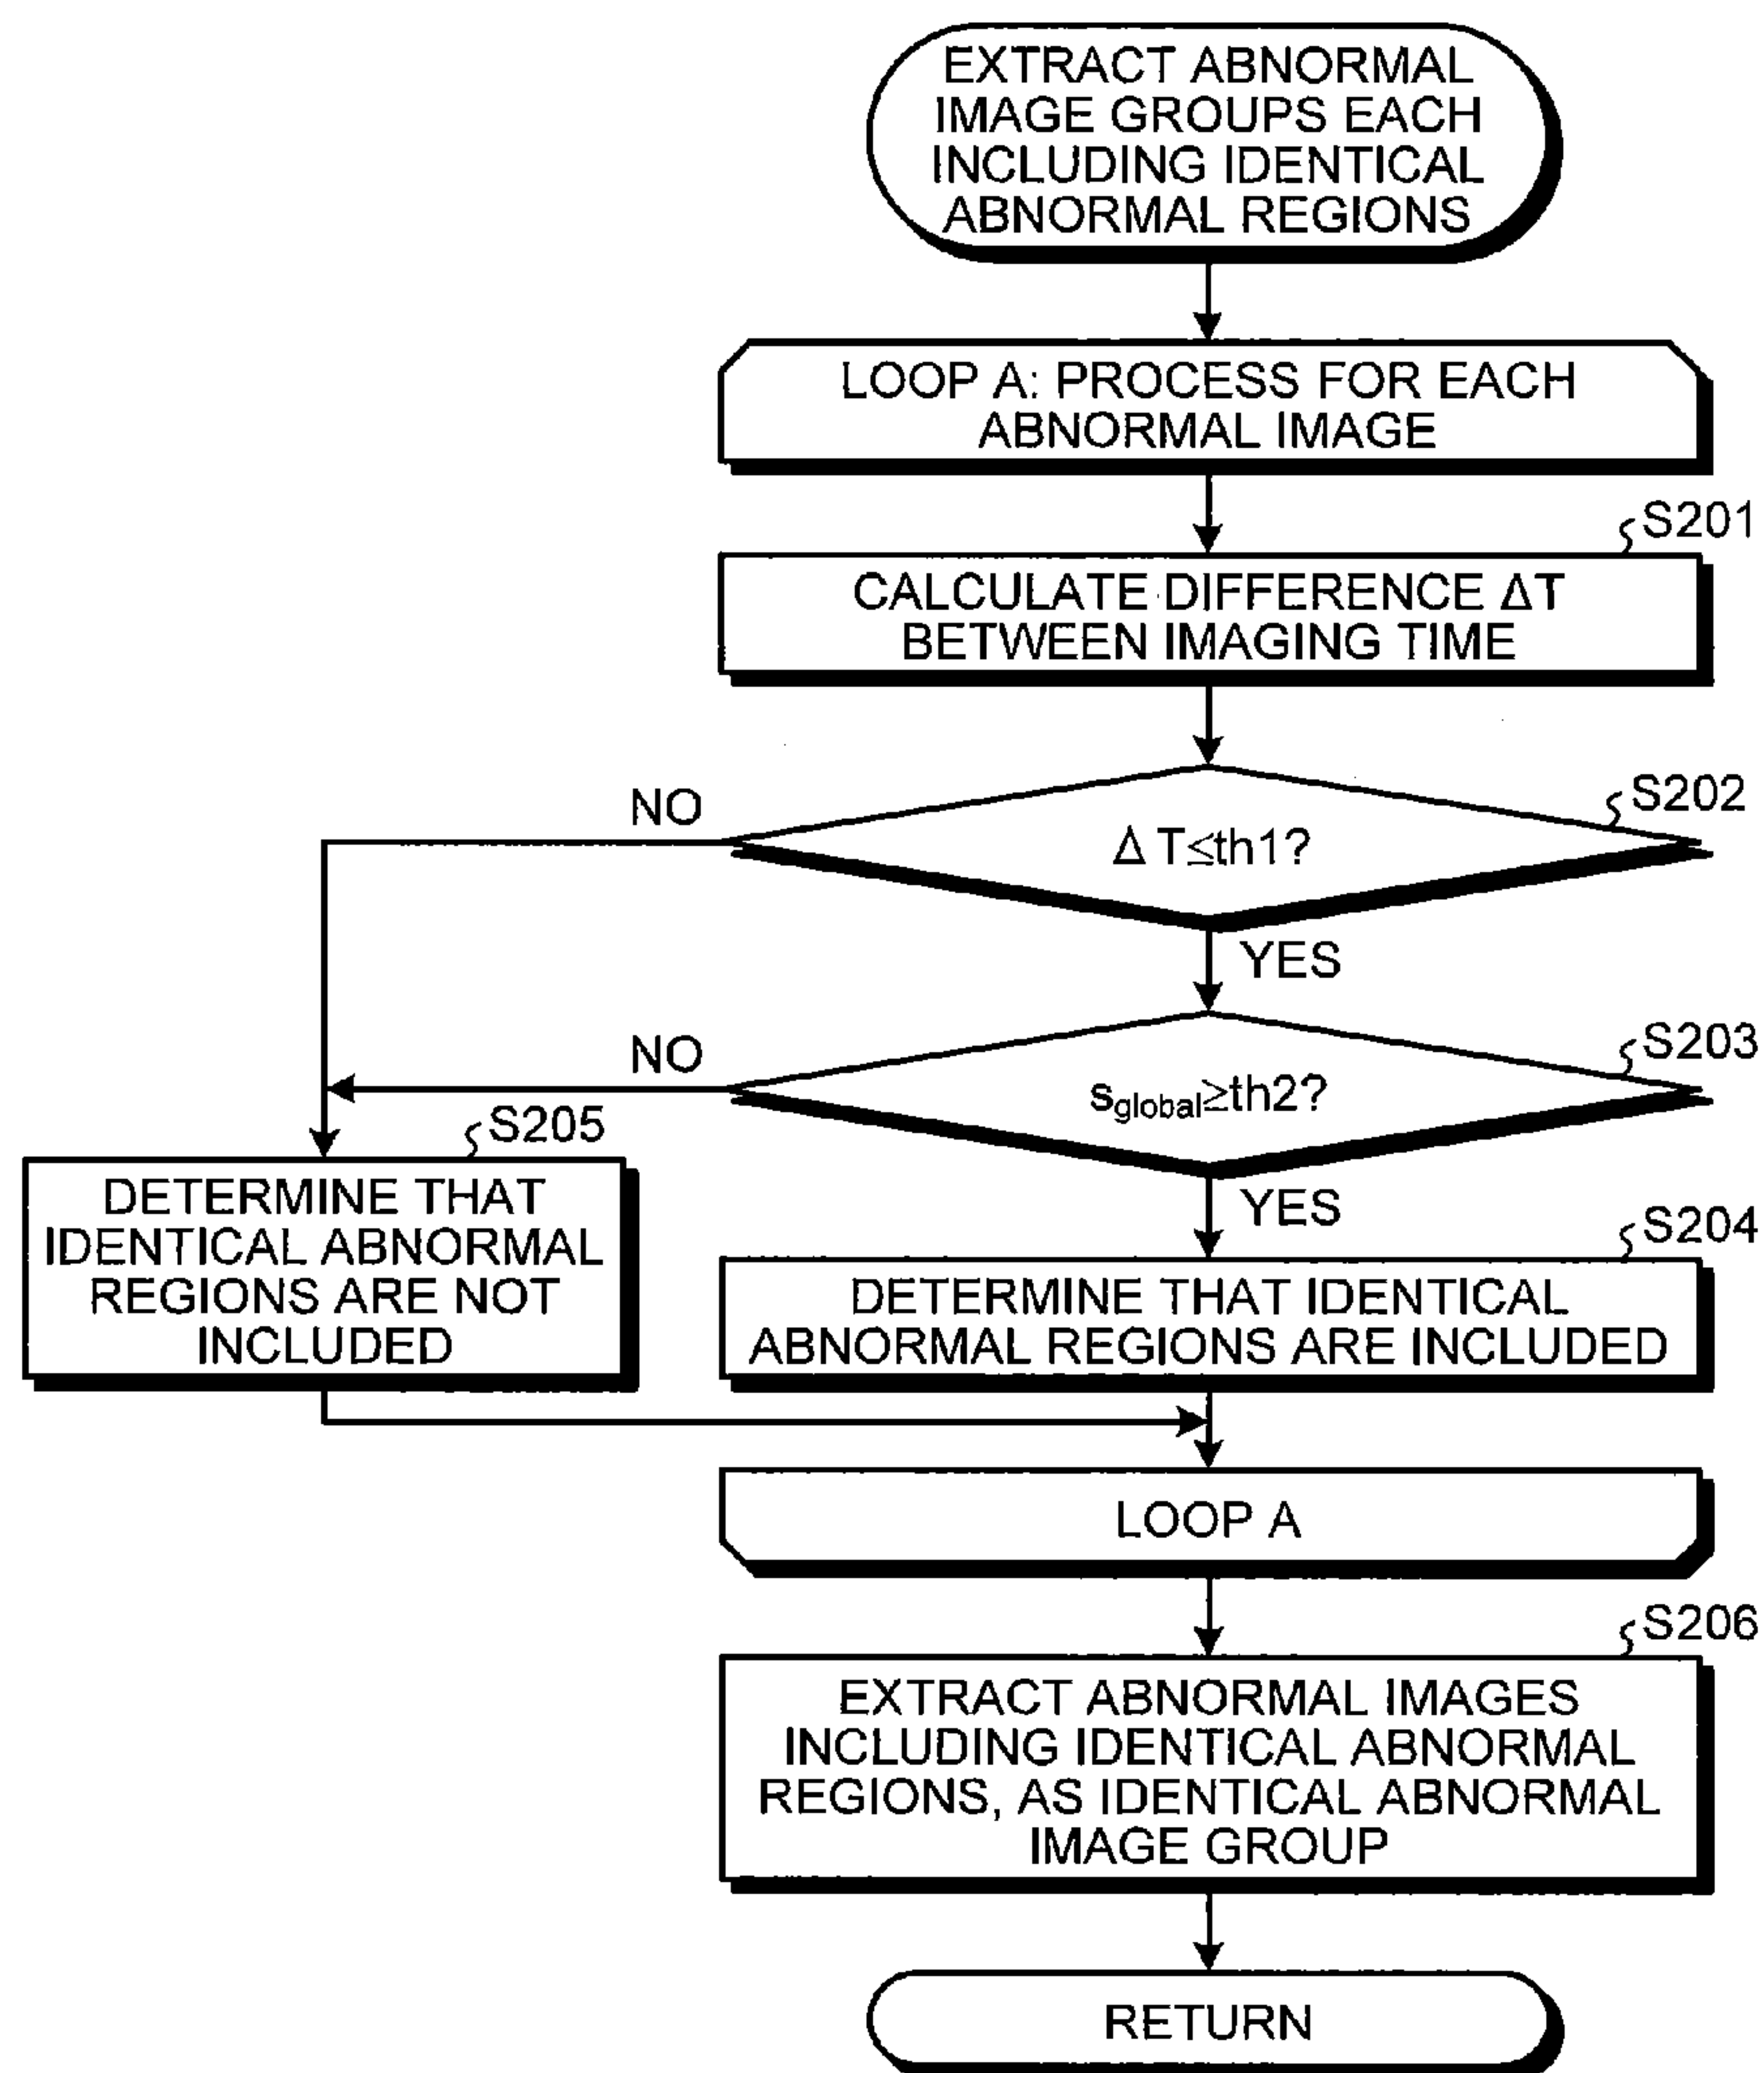 EXTRACT ABNORMAL
IMAGE GROUPS EACH
INCLUDING IDENTICAL
ABNORMAL REGIONS
LOOP A: PROCESS FOR EACH
ABNORMAL IMAGE
S201
CALCULATE DIFFERENCE ΔT
BETWEEN IMAGING TIME
S202
NO
Δ T≦th1?
YES
S203
NO
sglobal≥th2?
YES
S205
DETERMINE THAT
IDENTICAL ABNORMAL
REGIONS ARE NOT
INCLUDED
S204
DETERMINE THAT IDENTICAL
ABNORMAL REGIONS ARE INCLUDED
LOOP A
S206
EXTRACT ABNORMAL IMAGES
INCLUDING IDENTICAL ABNORMAL
REGIONS, AS IDENTICAL ABNORMAL
IMAGE GROUP
RETURN